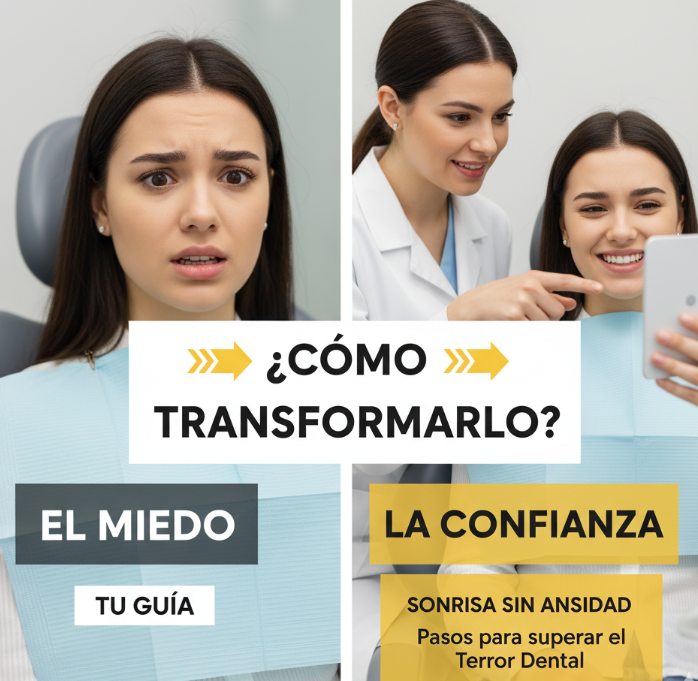 ¿CÓMO
TRANSFORMARLO?
EL MIEDO
TU GUÍA
LA CONFIANZA
SONRISA SIN ANSIDAD
Pasos para superar el
Terror Dental